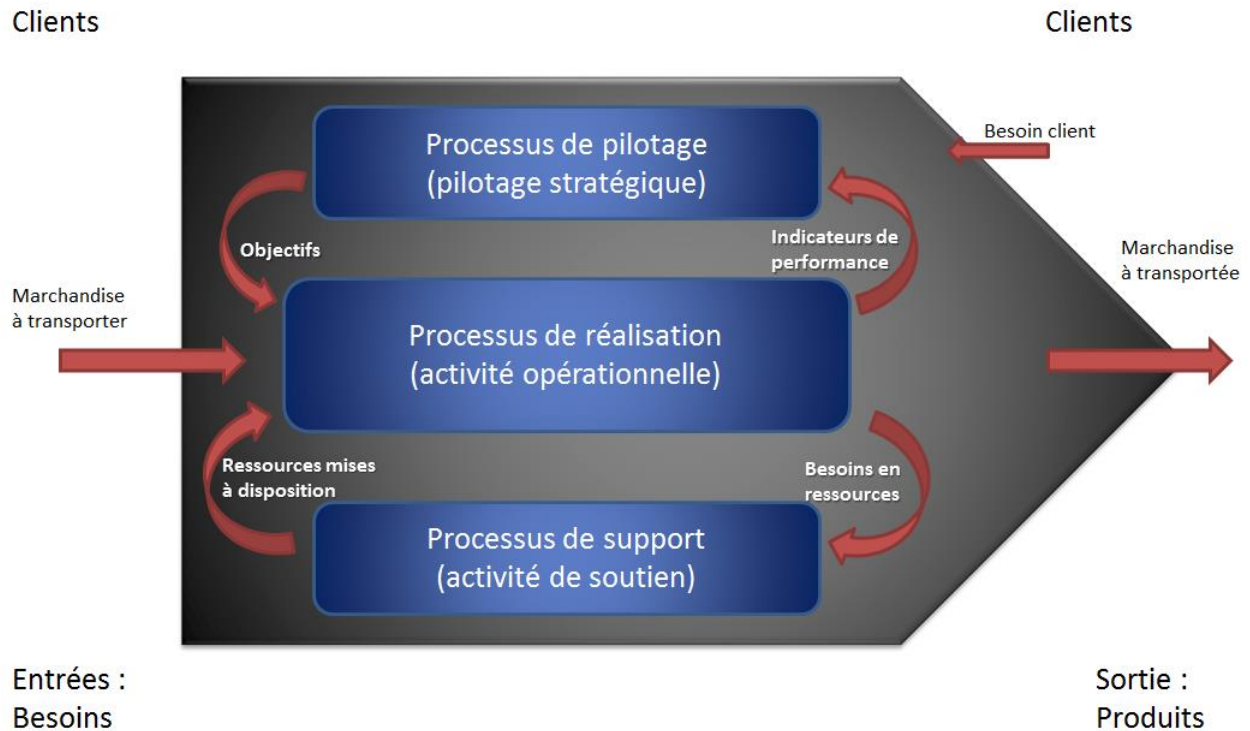 Clients
Clients
Processus de pilotage
(pilotage stratégique)
Besoin client
Objectifs
Indicateurs de
performance
Marchandise
à transportée
Marchandise
à transporter
Processus de réalisation
(activité opérationnelle)
Ressources mises
à disposition
Besoins en
ressources
Processus de support
(activité de soutien)
Entrées :
Besoins
Sortie :
Produits